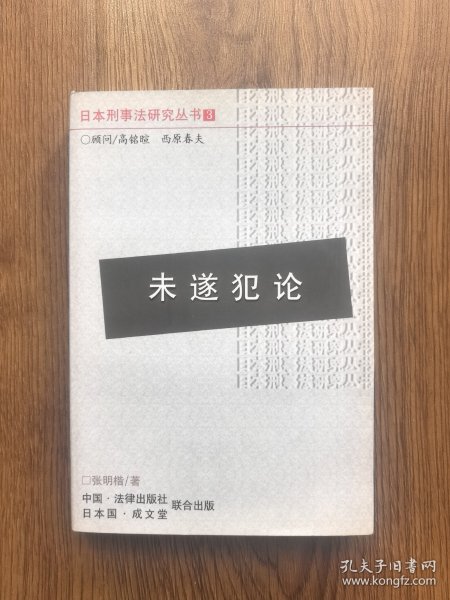 日本刑事法研究丛书3
○顾问/高铭暄 西原春夫
未遂犯论
□张明楷/著
中国·法律出版社
日本国·成文堂
联合出版
孔夫子旧书网
www.kongfz.com